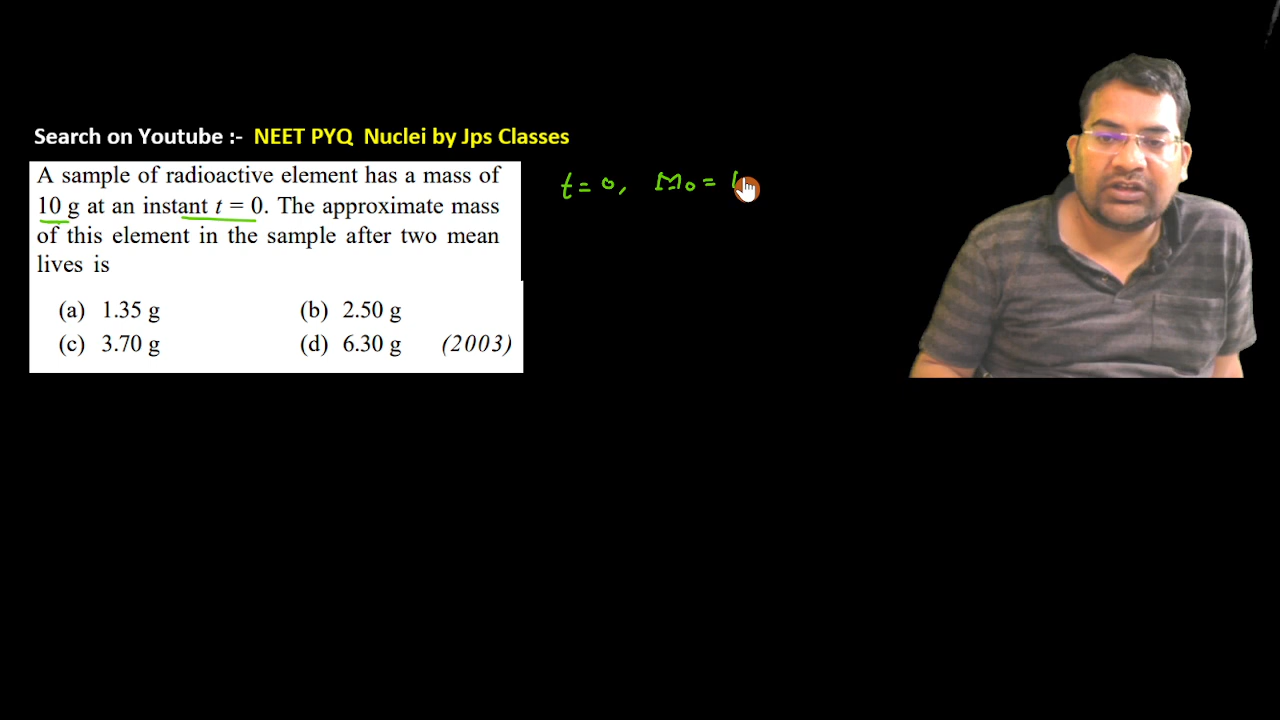 Search on Youtube :- NEET PYQ Nuclei by Jps Classes
A sample of radioactive element has a mass of
10 g at an instant t = 0. The approximate mass
of this element in the sample after two mean
lives is
(a) 1.35 g (b) 2.50 g
(c) 3.70 g (d) 6.30 g (2003)
t = 0, M₀ =